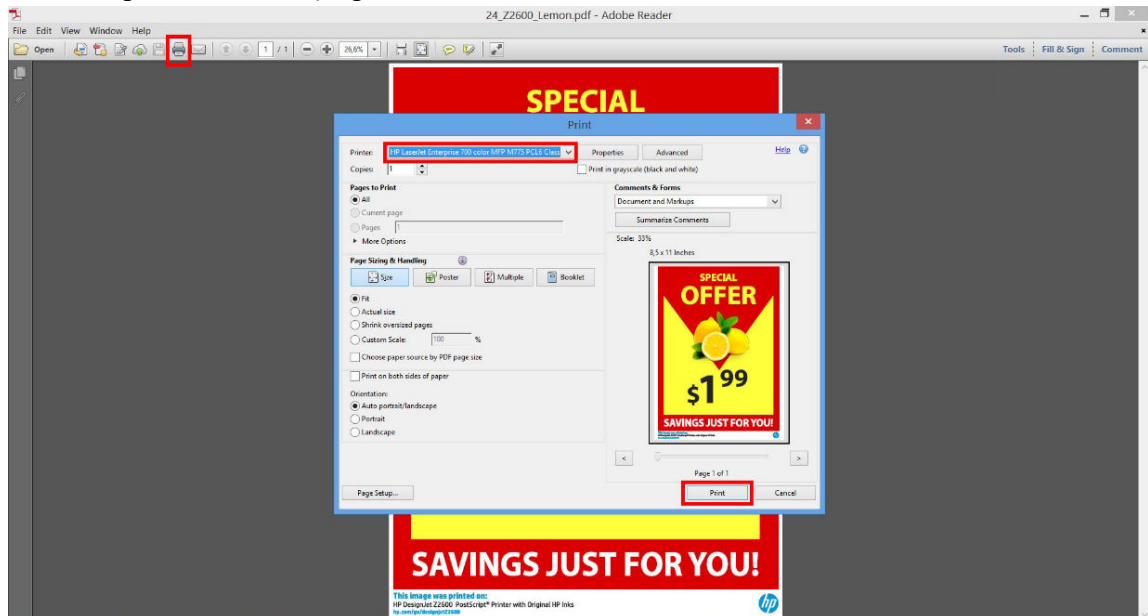 24_Z2600_Lemon.pdf - Adobe Reader
File Edit View Window Help
Open 1 / 1 26,6% Tools Fill & Sign Comment
SPECIAL
Print
Printer: HP LaserJet Enterprise 700 color MFP M775 PCL6 Class Properties Advanced Help
Copies: 1 Print in grayscale (black and white)
Pages to Print
All
Current page
Pages 1
More Options
Page Sizing & Handling
Size Poster Multiple Booklet
Fit
Actual size
Shrink oversized pages
Custom Scale: 100 %
Choose paper source by PDF page size
Print on both sides of paper
Orientation:
Auto portrait/landscape
Portrait
Landscape
Comments & Forms
Document and Markups
Summarize Comments
Scale: 33%
8,5 x 11 Inches
SPECIAL
OFFER
$1 99
SAVINGS JUST FOR YOU!
< >
Page 1 of 1
Page Setup... Print Cancel
SAVINGS JUST FOR YOU!
This image was printed on:
HP DesignJet Z2600 PostScript® Printer with Original HP Inks
hp.com/go/designjetZ2600
hp